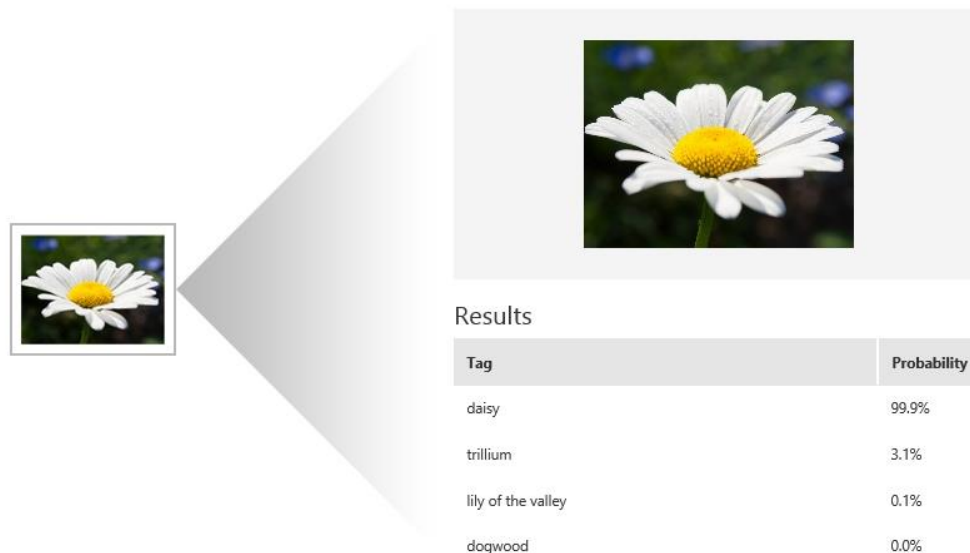 Results
Tag Probability
daisy 99.9%
trillium 3.1%
lily of the valley 0.1%
dogwood 0.0%